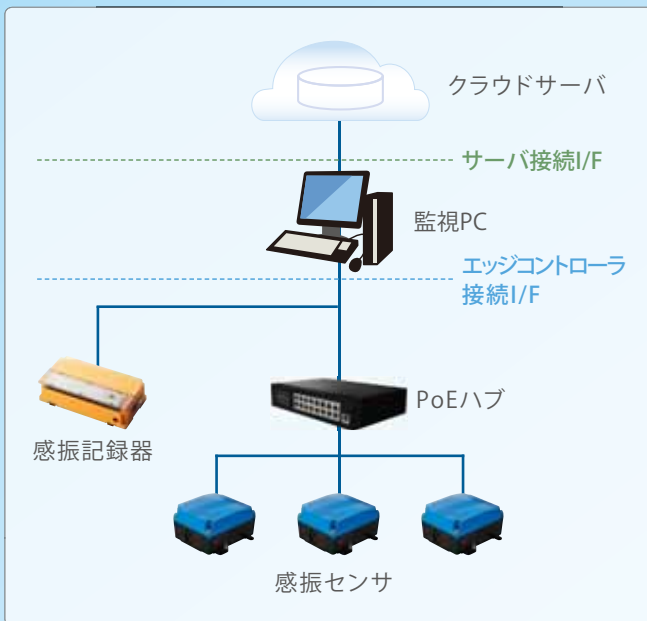 クラウドサーバ
サーバ接続I/F
監視PC
エッジコントローラ
接続I/F
PoEハブ
感振記録器
感振センサ